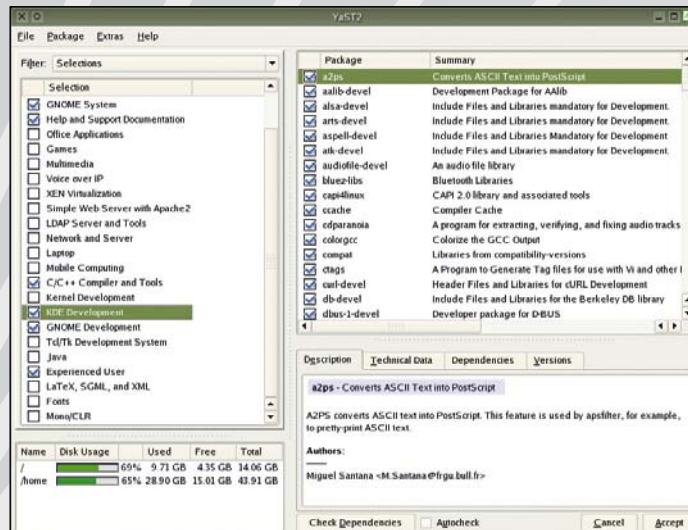 YaST2
File Package Extras Help
Filter: Selections
Selection
GNOME System
Help and Support Documentation
Office Applications
Games
Multimedia
Voice over IP
XEN Virtualization
Simple Web Server with Apache2
LDAP Server and Tools
Network and Server
Laptop
Mobile Computing
C/C++ Compiler and Tools
Kernel Development
KDE Development
GNOME Development
Tcl/Tk Development System
Java
Experienced User
LaTeX, SGML, and XML
Fonts
Mono/CLR
Name Disk Usage Used Free Total
/ 69% 9.71 GB 4.35 GB 14.06 GB
/home 65% 28.90 GB 15.01 GB 43.91 GB
Package Summary
a2ps Converts ASCII Text into PostScript
aalib-devel Development Package for AAlib
alsa-devel Include Files and Libraries mandatory for Development.
arts-devel Include Files and Libraries mandatory for Development.
aspell-devel Include Files and Libraries Mandatory for Development
atk-devel Include Files and Libraries mandatory for Development.
audiofile-devel An audio file library
bluez-libs Bluetooth Libraries
capi4linux CAPI 2.0 library and associated tools
ccache Compiler Cache
cdparanoia A program for extracting, verifying, and fixing audio tracks
colorgcc Colorize the GCC Output
compat Libraries from compatibility-versions
ctags A Program to Generate Tag files for use with Vi and other
curl-devel Header Files and Libraries for cURL Development
db-devel Include Files and Libraries for the Berkeley DB library
dbus-1-devel Developer package for D-BUS
Description Technical Data Dependencies Versions
a2ps - Converts ASCII Text into PostScript
A2PS converts ASCII text into PostScript. This feature is used by apsfilter, for example,
to pretty-print ASCII text.
Authors:
Miguel Santana <M.Santana@frgu.bull.fr>
Check Dependencies Autocheck Cancel Accept